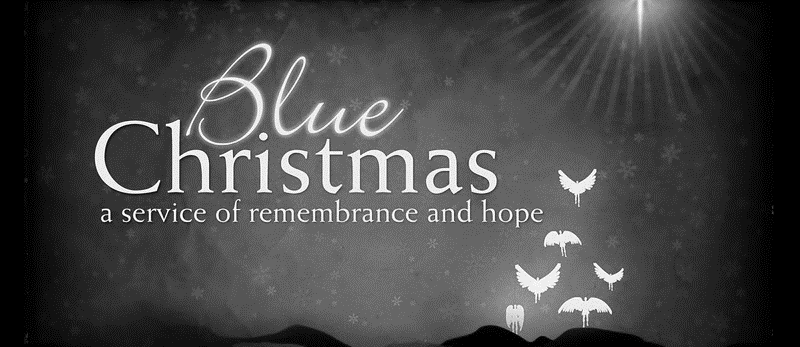 Blue
Christmas
a service of remembrance and hope